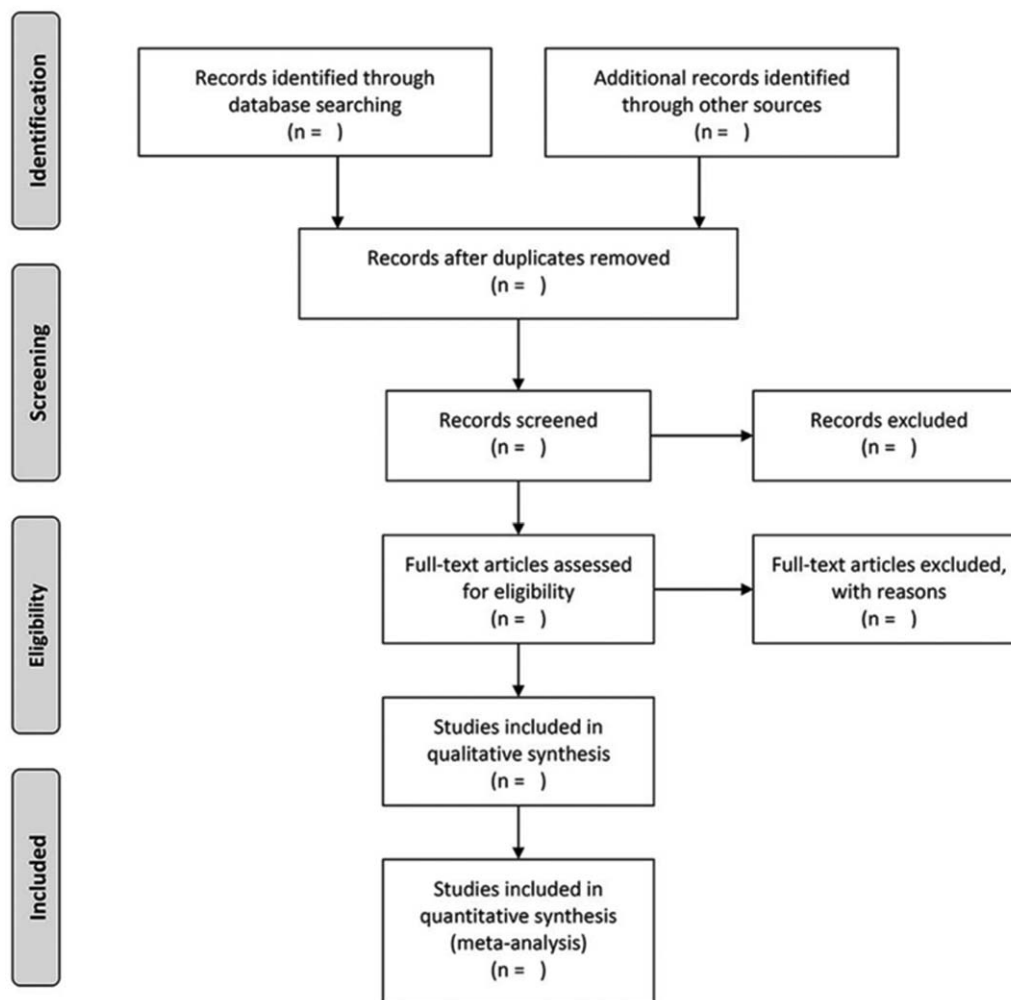 Identification
Records identified through
database searching
(n =   )
Additional records identified
through other sources
(n =   )
Records after duplicates removed
(n =   )
Screening
Records screened
(n =   )
Records excluded
(n =   )
Eligibility
Full-text articles assessed
for eligibility
(n =   )
Full-text articles excluded,
with reasons
(n =   )
Studies included in
qualitative synthesis
(n =   )
Included
Studies included in
quantitative synthesis
(meta-analysis)
(n =   )